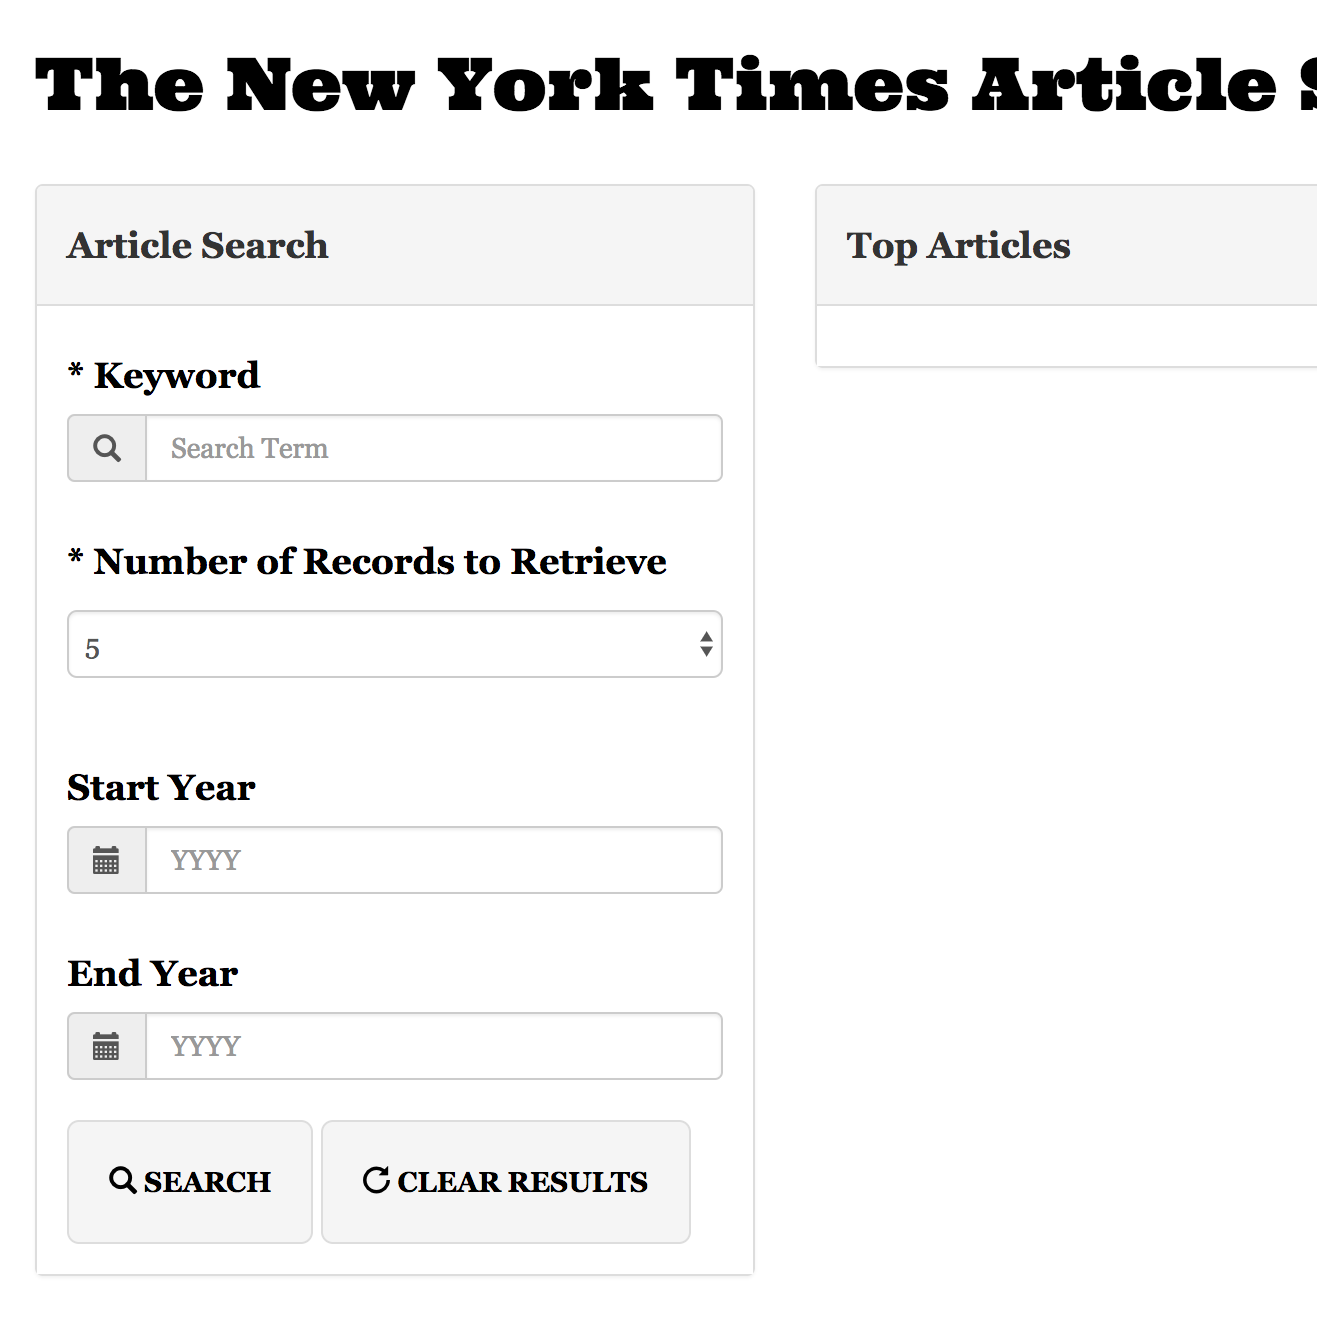 The New York Times Article S
Article Search
Top Articles
* Keyword
Search Term
* Number of Records to Retrieve
5
Start Year
YYYY
End Year
YYYY
SEARCH
CLEAR RESULTS